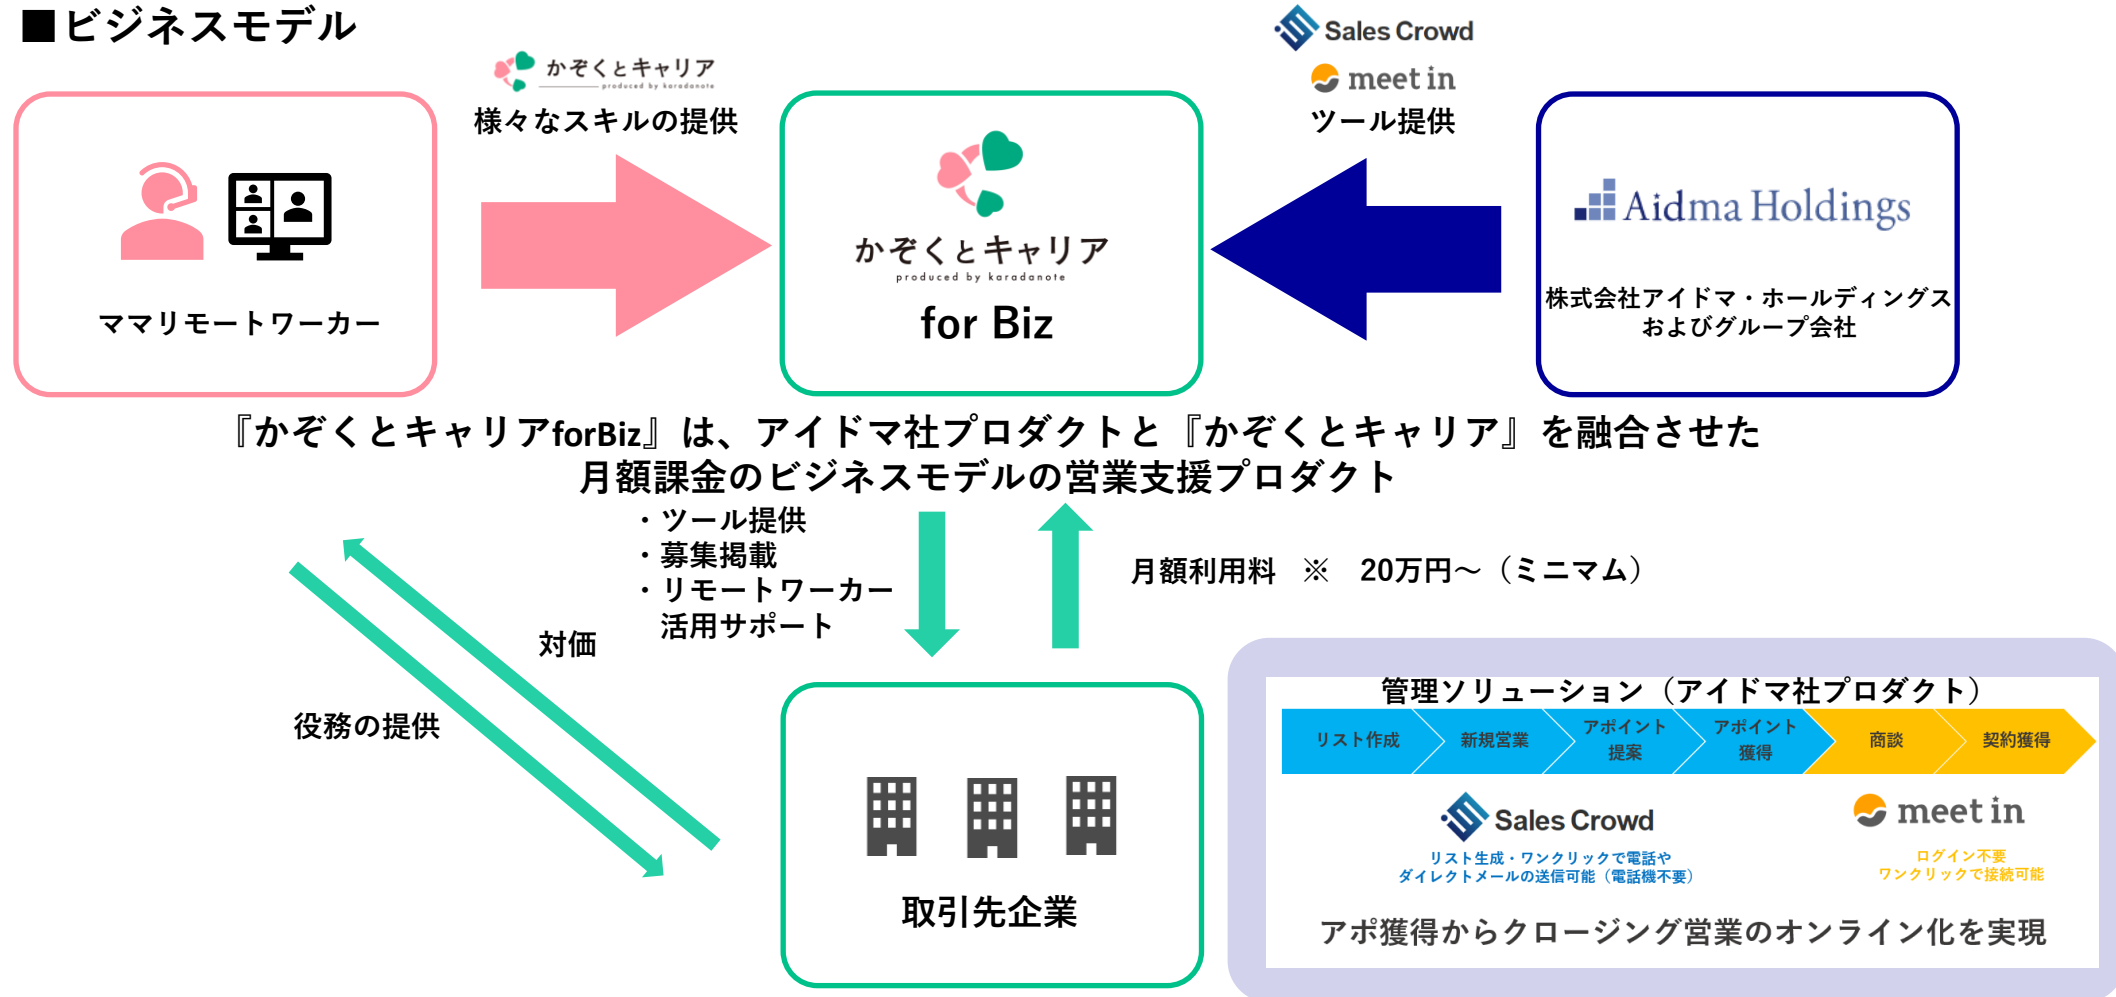 ■ビジネスモデル
かぞくとキャリア
produced by karadanote
様々なスキルの提供
Sales Crowd
meet in
ツール提供
ママリモートワーカー
かぞくとキャリア
produced by karadanote
for Biz
Aidma Holdings
株式会社アイドマ・ホールディングス
およびグループ会社
『かぞくとキャリアforBiz』は、アイドマ社プロダクトと『かぞくとキャリア』を融合させた
月額課金のビジネスモデルの営業支援プロダクト
・ツール提供
・募集掲載
・リモートワーカー
活用サポート
月額利用料 ※ 20万円～（ミニマム）
対価
役務の提供
取引先企業
管理ソリューション（アイドマ社プロダクト）
リスト作成
新規営業
アポイント
提案
アポイント
獲得
商談
契約獲得
Sales Crowd
リスト生成・ワンクリックで電話や
ダイレクトメールの送信可能（電話機不要）
meet in
ログイン不要
ワンクリックで接続可能
アポ獲得からクロージング営業のオンライン化を実現